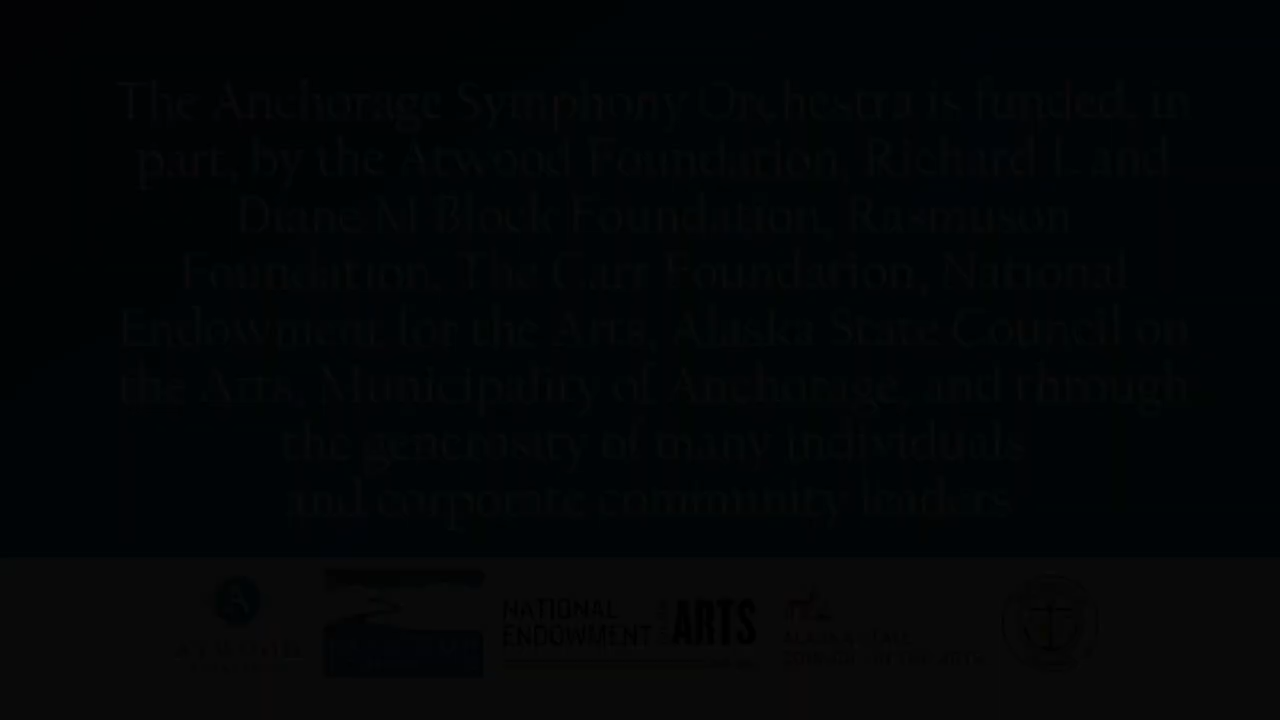 The Anchorage Symphony Orchestra is funded, in
part, by the Atwood Foundation, Richard L and
Diane M Block Foundation, Rasmuson
Foundation, The Carr Foundation, National
Endowment for the Arts, Alaska State Council on
the Arts, Municipality of Anchorage, and through
the generosity of many individuals
and corporate community leaders
A
NATIONAL
ENDOWMENT
ARTS